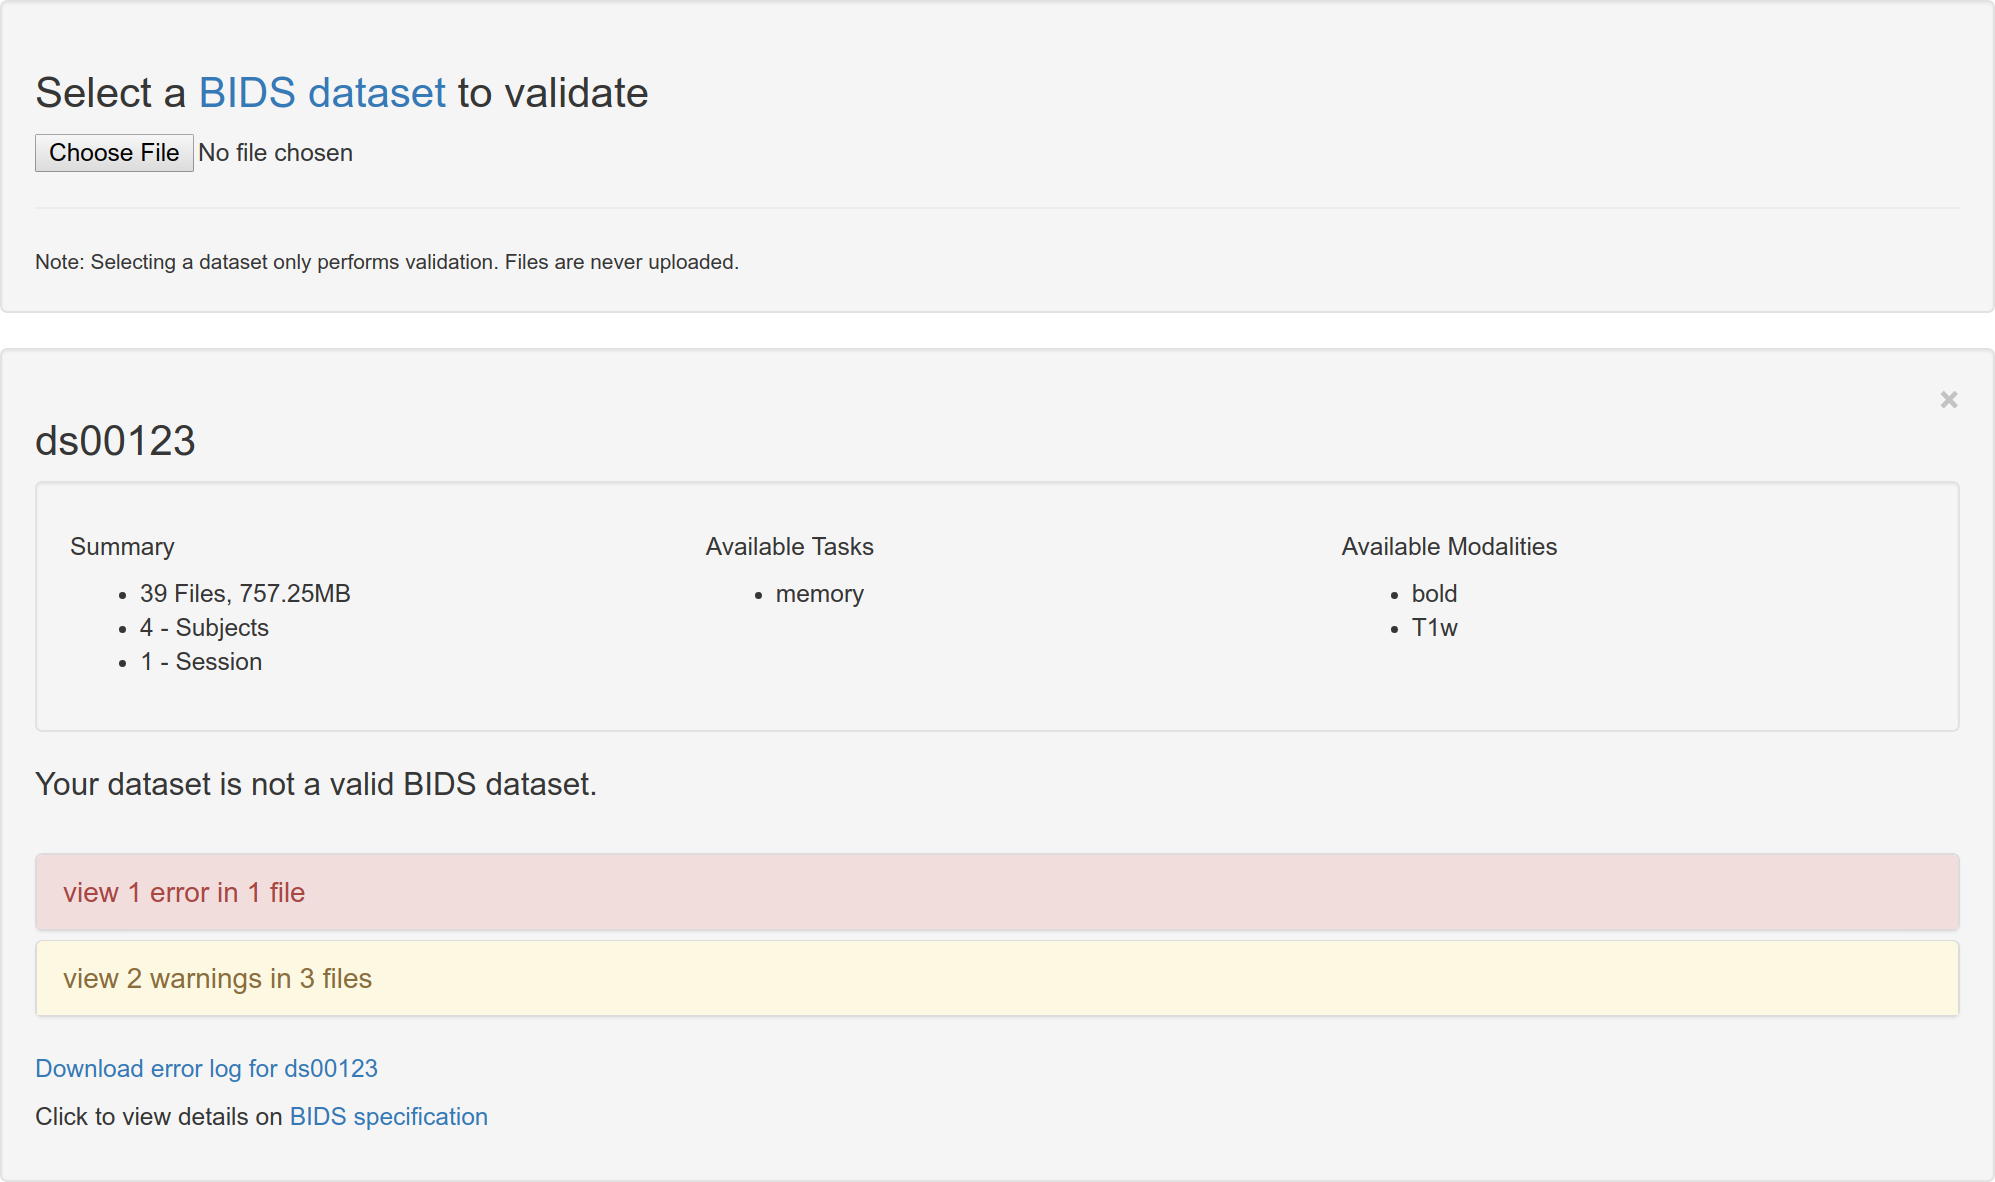 Select a BIDS dataset to validate
Choose File No file chosen
Note: Selecting a dataset only performs validation. Files are never uploaded.
×
ds00123
Summary
• 39 Files, 757.25MB
• 4 - Subjects
• 1 - Session
Available Tasks
• memory
Available Modalities
• bold
• T1w
Your dataset is not a valid BIDS dataset.
view 1 error in 1 file
view 2 warnings in 3 files
Download error log for ds00123
Click to view details on BIDS specification